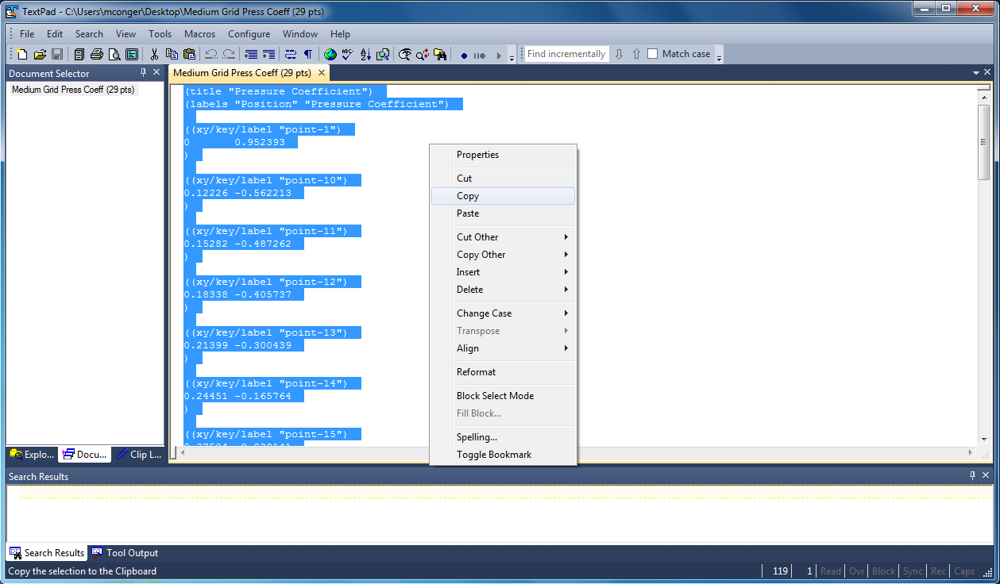 TextPad - C:\Users\mconger\Desktop\Medium Grid Press Coeff (29 pts)
File Edit Search View Tools Macros Configure Window Help
Find incrementally Match case
Document Selector
Medium Grid Press Coeff (29 pts)
Medium Grid Press Coeff (29 pts)
(title "Pressure Coefficient")
(labels "Position" "Pressure Coefficient")
((xy/key/label "point-1")
0 0.952393
)
((xy/key/label "point-10")
0.12226 -0.562213
)
((xy/key/label "point-11")
0.15282 -0.487262
)
((xy/key/label "point-12")
0.18338 -0.405737
)
((xy/key/label "point-13")
0.21399 -0.300439
)
((xy/key/label "point-14")
0.24451 -0.165764
)
((xy/key/label "point-15")
Properties
Cut
Copy
Paste
Cut Other
Copy Other
Insert
Delete
Change Case
Transpose
Align
Reformat
Block Select Mode
Fill Block...
Spelling...
Toggle Bookmark
Explo... Docu... Clip L...
Search Results
Search Results Tool Output
Copy the selection to the Clipboard
119 1 Read Ovr Block Sync Rec Caps